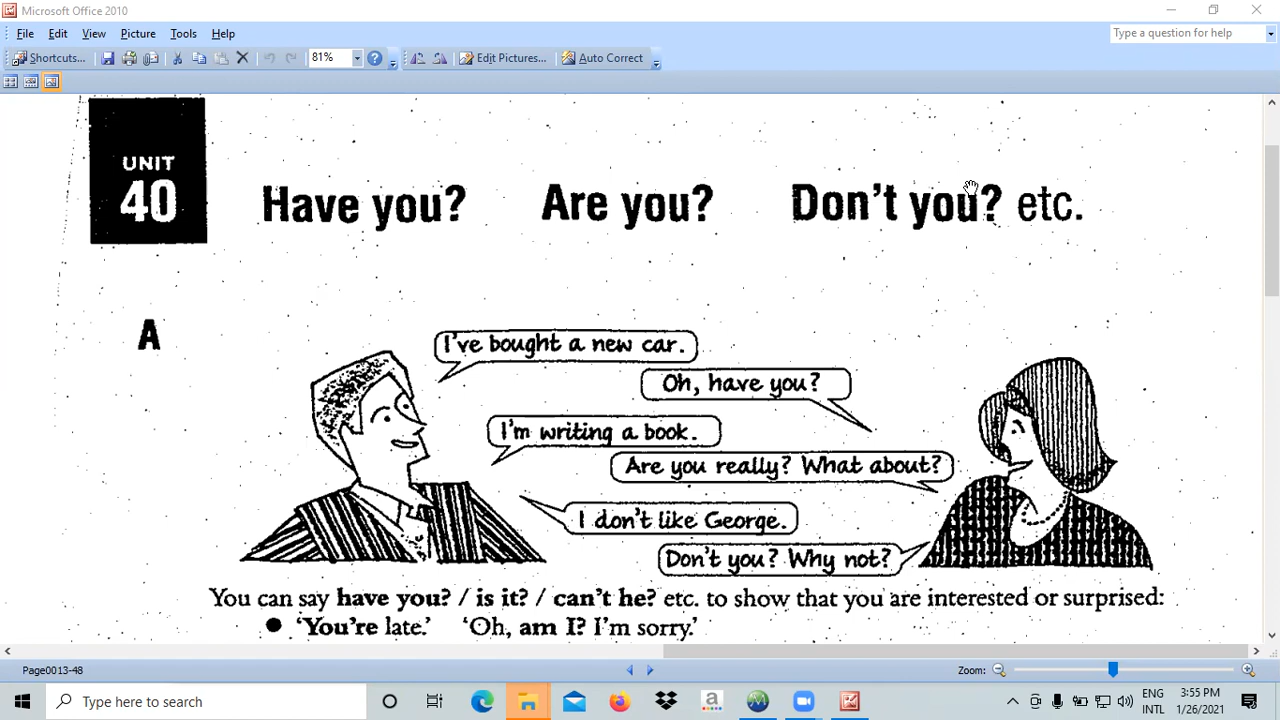 Microsoft Office 2010
File Edit View Picture Tools Help
Type a question for help
Shortcuts...
81%
Edit Pictures...
Auto Correct
UNIT
40
Have you? Are you? Don't you? etc.
A
I've bought a new car.
Oh, have you?
I'm writing a book.
Are you really? What about?
I don't like George.
Don't you? Why not?
You can say have you? / is it? / can't he? etc. to show that you are interested or surprised:
● 'You're late.' 'Oh, am I? I'm sorry.'
Page0013-48
Zoom:
Type here to search
ENG
INTL
3:55 PM
1/26/2021